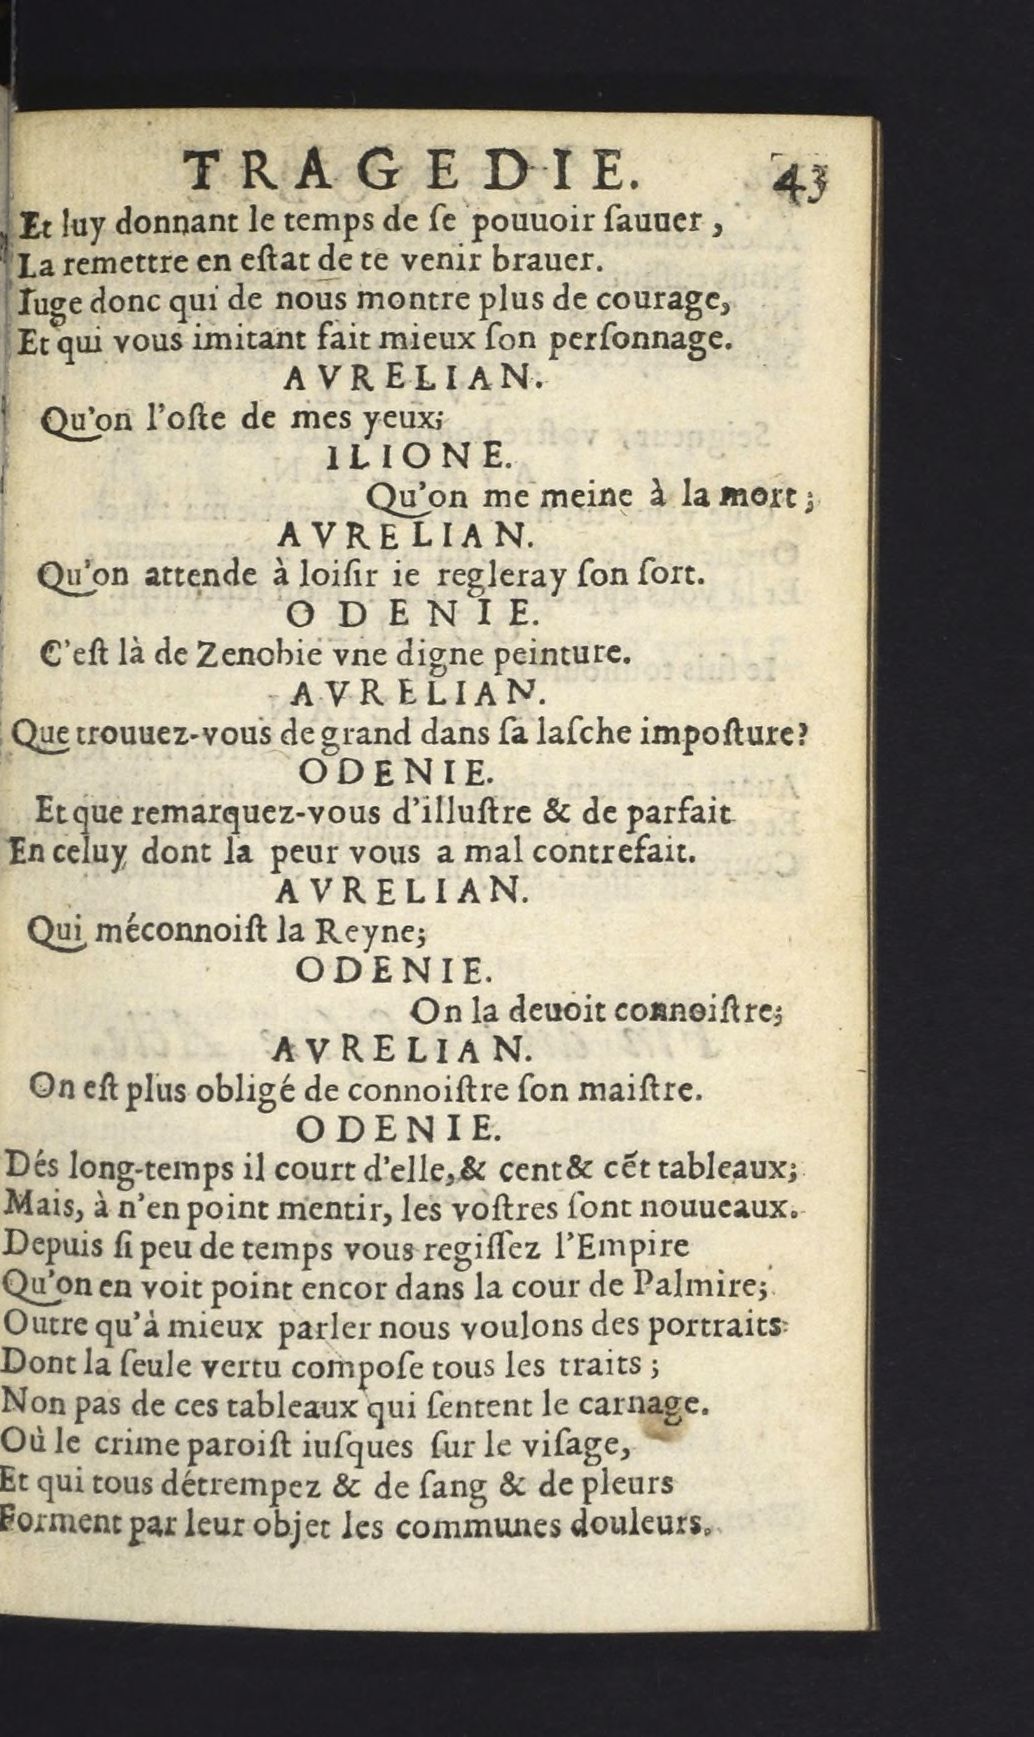 TRAGEDIE. 43
Et luy donnant le temps de ſe pouuoir ſauuer,
La remettre en eſtat de te venir brauer.
Iuge donc qui de nous montre plus de courage,
Et qui vous imitant fait mieux ſon perſonnage.
AVRELIAN.
Qu'on l'oſte de mes yeux;
ILIONE.
Qu'on me meine à la mort;
AVRELIAN.
Qu'on attende à loiſir ie regleray ſon ſort.
ODENIE.
C'eſt là de Zenobie vne digne peinture.
AVRELIAN.
Que trouuez-vous de grand dans ſa laſche impoſture?
ODENIE.
Et que remarquez-vous d'illuſtre & de parfait
En celuy dont la peur vous a mal contrefait.
AVRELIAN.
Qui méconnoiſt la Reyne;
ODENIE.
On la deuoit connoiſtre;
AVRELIAN.
On eſt plus obligé de connoiſtre ſon maiſtre.
ODENIE.
Dés long-temps il court d'elle, & cent & cẽt tableaux;
Mais, à n'en point mentir, les voſtres ſont nouueaux.
Depuis ſi peu de temps vous regiſſez l'Empire
Qu'on en voit point encor dans la cour de Palmire;
Outre qu'à mieux parler nous voulons des portraits
Dont la ſeule vertu compoſe tous les traits;
Non pas de ces tableaux qui ſentent le carnage.
Où le crime paroiſt iuſques ſur le viſage,
Et qui tous détrempez & de ſang & de pleurs
Forment par leur objet les communes douleurs.